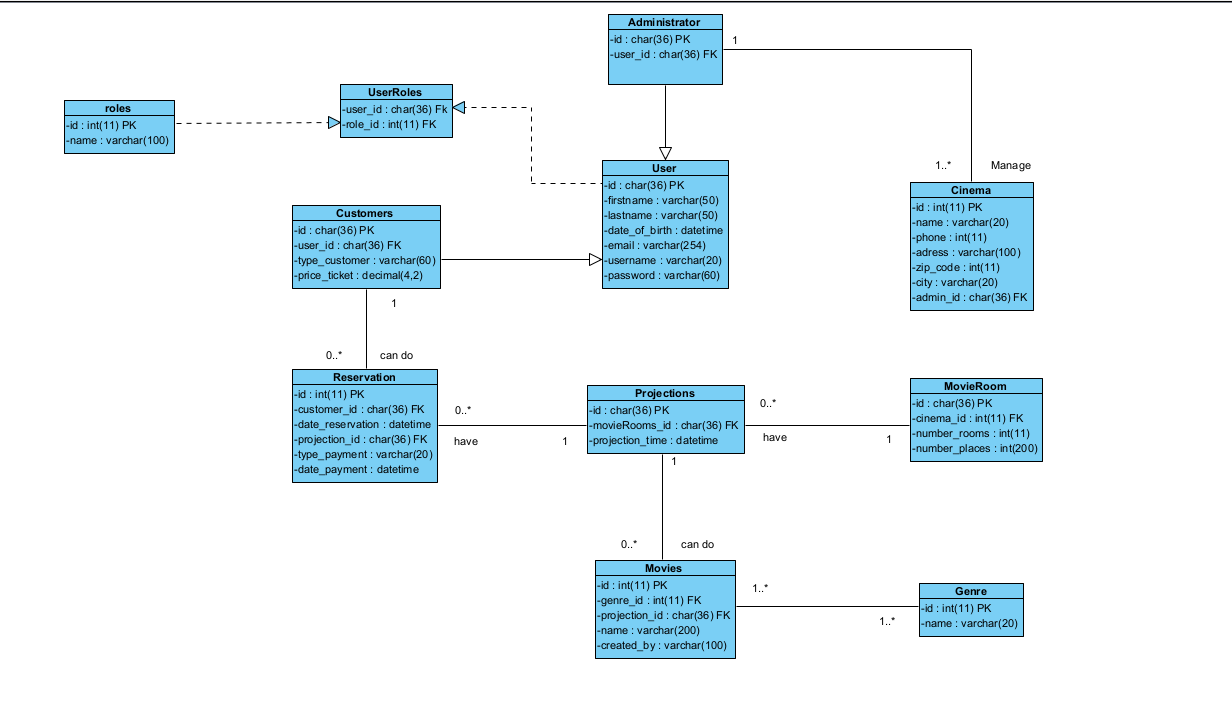 Administrator
-id : char(36) PK
-user_id : char(36) FK
1
roles
-id : int(11) PK
-name : varchar(100)
UserRoles
-user_id : char(36) Fk
-role_id : int(11) FK
1..*
Manage
User
-id : char(36) PK
-firstname : varchar(50)
-lastname : varchar(50)
-date_of_birth : datetime
-email : varchar(254)
-username : varchar(20)
-password : varchar(60)
Cinema
-id : int(11) PK
-name : varchar(20)
-phone : int(11)
-adress : varchar(100)
-zip_code : int(11)
-city : varchar(20)
-admin_id : char(36) FK
Customers
-id : char(36) PK
-user_id : char(36) FK
-type_customer : varchar(60)
-price_ticket : decimal(4,2)
1
0..*
can do
Reservation
-id : int(11) PK
-customer_id : char(36) FK
-date_reservation : datetime
-projection_id : char(36) FK
-type_payment : varchar(20)
-date_payment : datetime
0..*
have
1
Projections
-id : char(36) PK
-movieRooms_id : char(36) FK
-projection_time : datetime
0..*
have
1
MovieRoom
-id : char(36) PK
-cinema_id : int(11) FK
-number_rooms : int(11)
-number_places : int(200)
1
0..*
can do
Movies
-id : int(11) PK
-genre_id : int(11) FK
-projection_id : char(36) FK
-name : varchar(200)
-created_by : varchar(100)
1..*
1..*
Genre
-id : int(11) PK
-name : varchar(20)